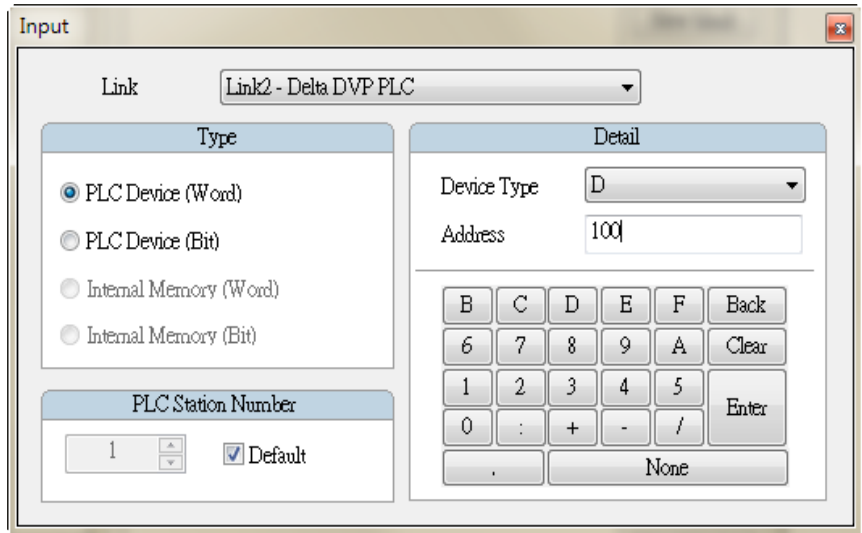 Input
Link Link2 - Delta DVP PLC
Type
PLC Device (Word)
PLC Device (Bit)
Internal Memory (Word)
Internal Memory (Bit)
PLC Station Number
1 Default
Detail
Device Type D
Address 100
B C D E F Back
6 7 8 9 A Clear
1 2 3 4 5 Enter
0 : + - /
. None